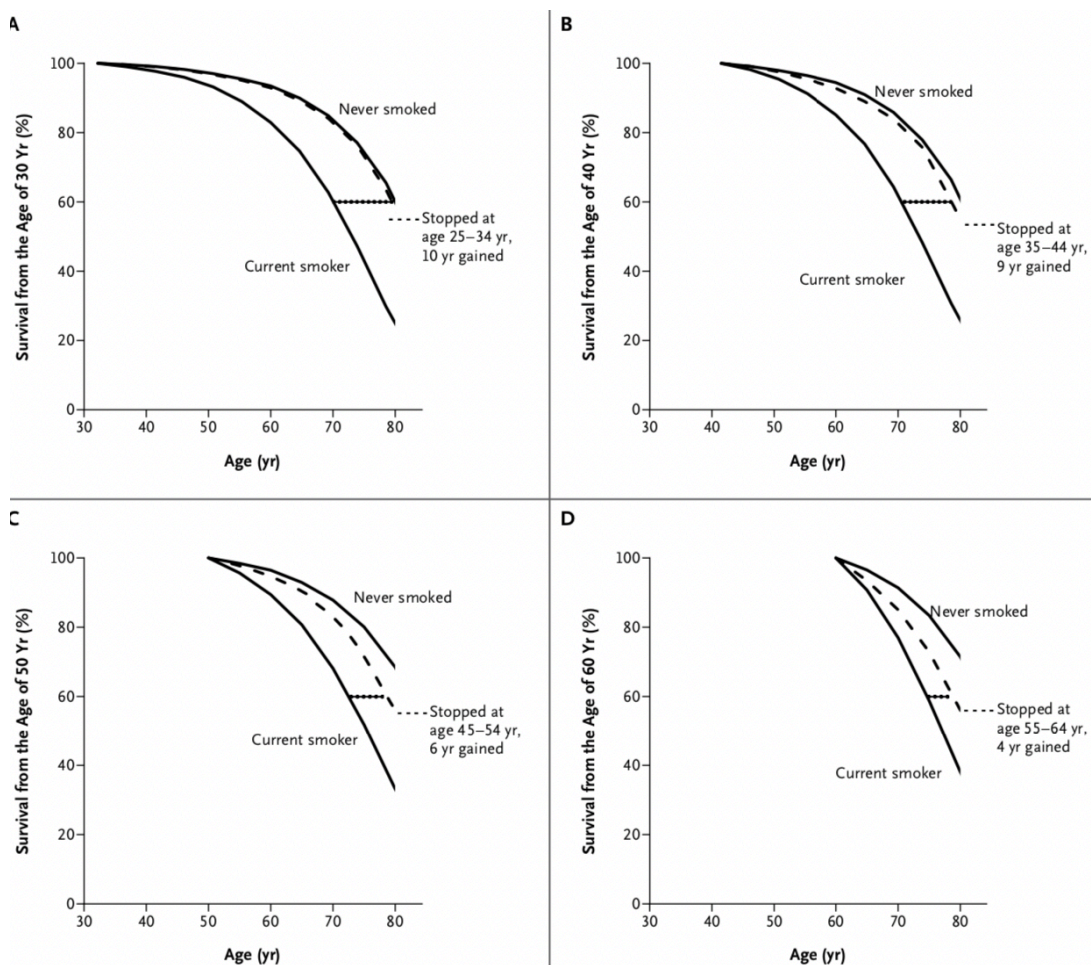 A
Survival from the Age of 30 Yr (%)
100
80
60
40
20
0
30 40 50 60 70 80
Age (yr)
Never smoked
Current smoker
Stopped at
age 25–34 yr,
10 yr gained
B
Survival from the Age of 40 Yr (%)
100
80
60
40
20
0
30 40 50 60 70 80
Age (yr)
Never smoked
Current smoker
Stopped at
age 35–44 yr,
9 yr gained
C
Survival from the Age of 50 Yr (%)
100
80
60
40
20
0
30 40 50 60 70 80
Age (yr)
Never smoked
Current smoker
Stopped at
age 45–54 yr,
6 yr gained
D
Survival from the Age of 60 Yr (%)
100
80
60
40
20
0
30 40 50 60 70 80
Age (yr)
Never smoked
Current smoker
Stopped at
age 55–64 yr,
4 yr gained